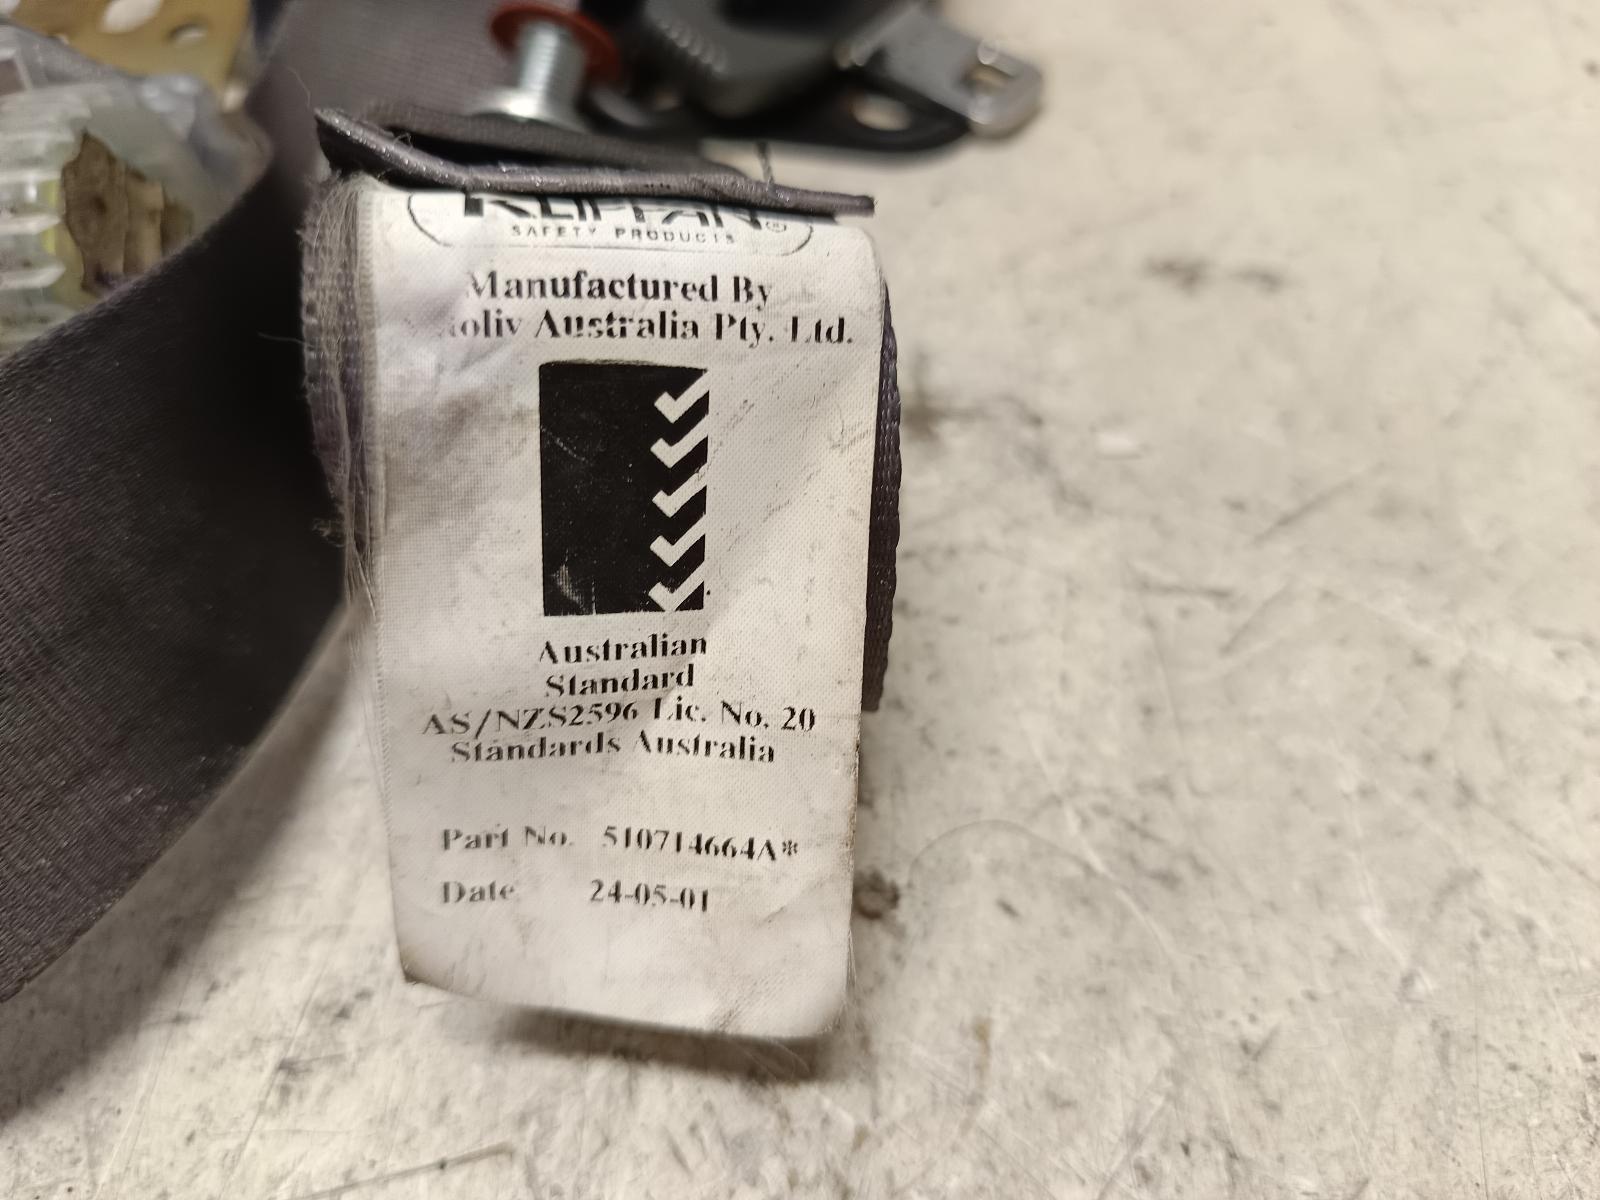 KLIPPAN®
SAFETY PRODUCTS
Manufactured By
Australia Pty. Ltd.
Australian
Standard
AS/NZS2596 Lic. No. 20
Standards Australia
Part No. 510714664A*
Date 24-05-01